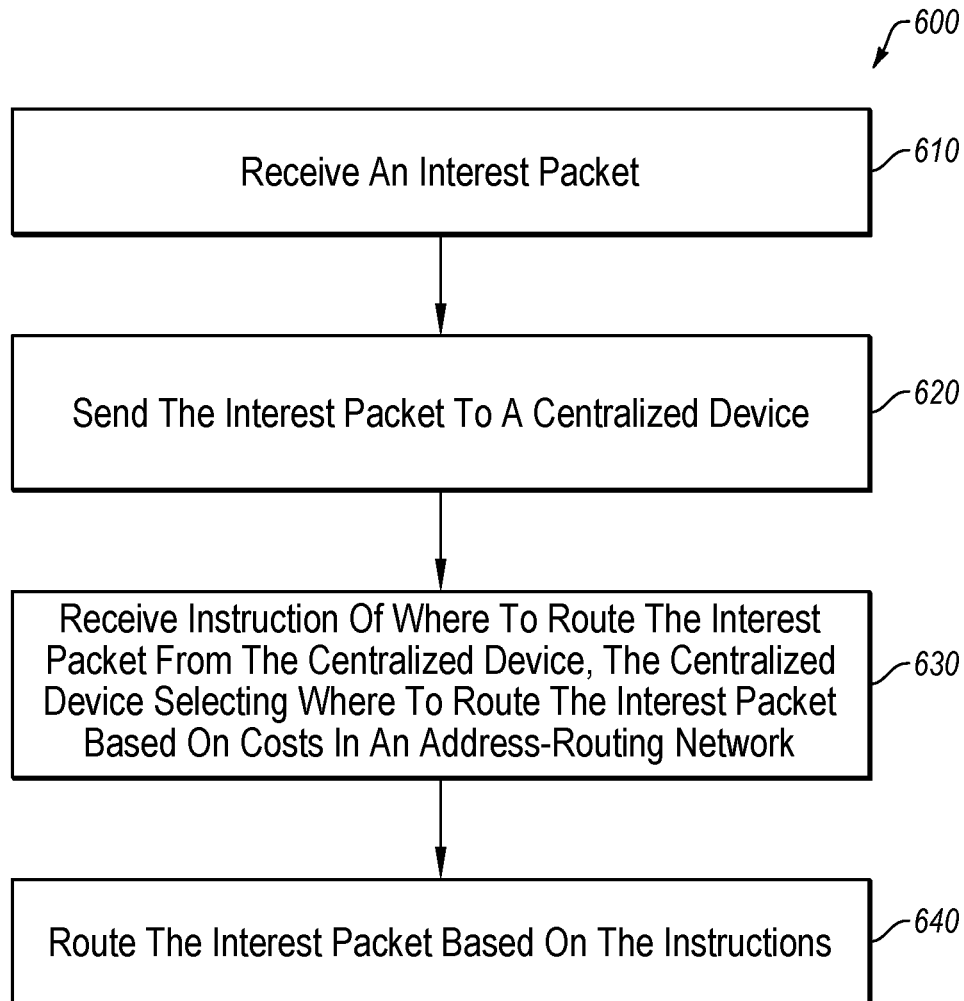 600
Receive An Interest Packet
610
Send The Interest Packet To A Centralized Device
620
Receive Instruction Of Where To Route The Interest
Packet From The Centralized Device, The Centralized
Device Selecting Where To Route The Interest Packet
Based On Costs In An Address-Routing Network
630
Route The Interest Packet Based On The Instructions
640